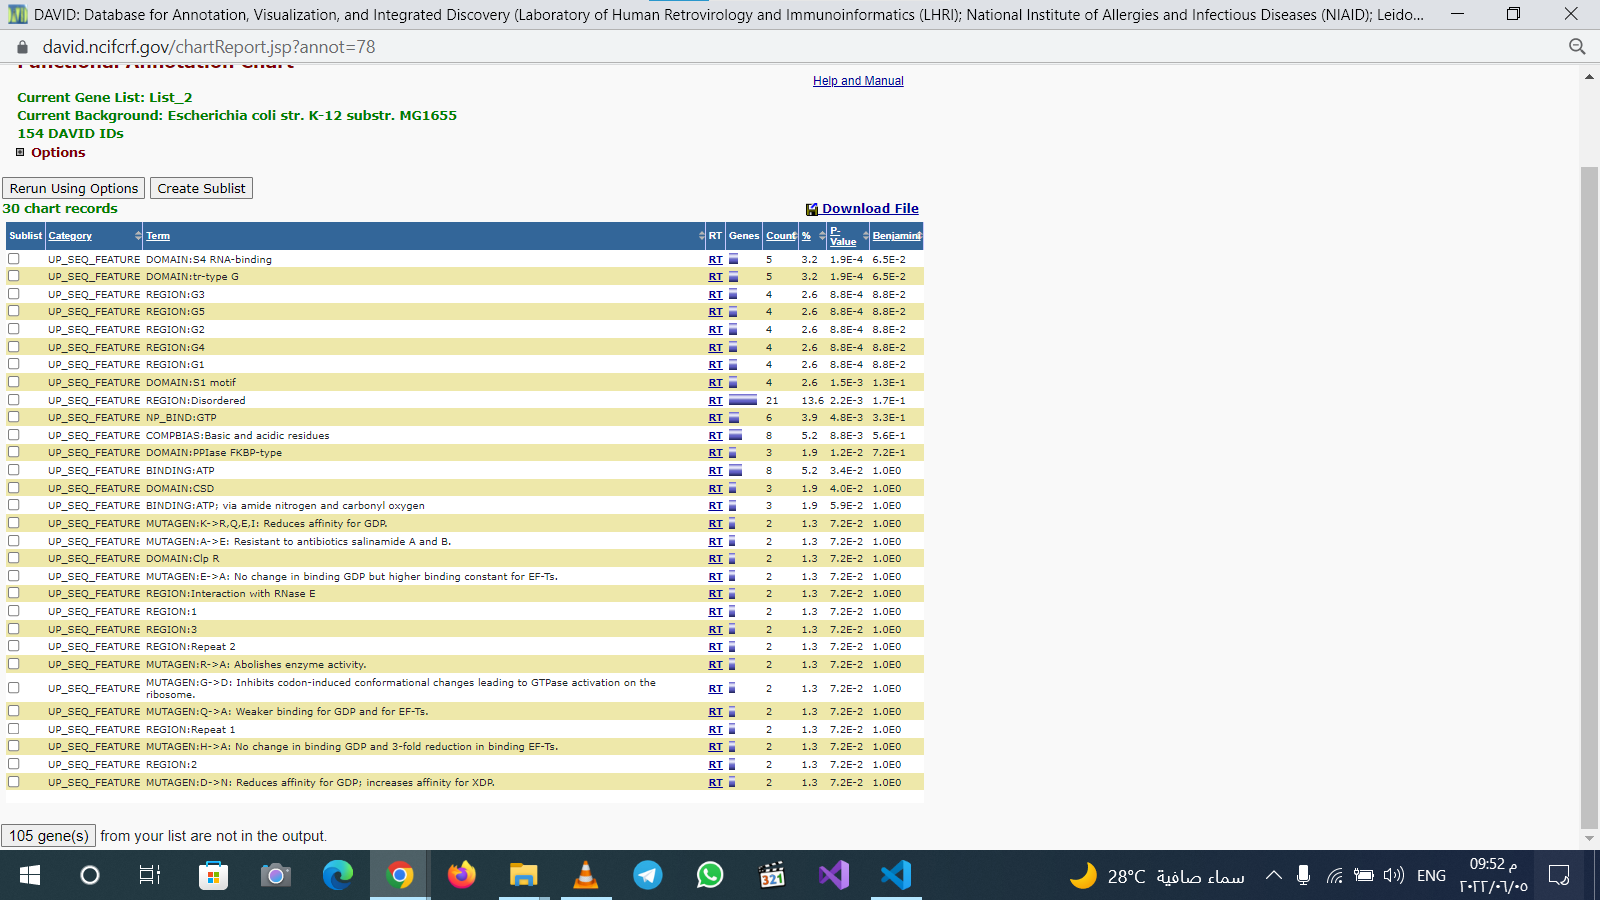 DAVID: Database for Annotation, Visualization, and Integrated Discovery (Laboratory of Human Retrovirology and Immunoinformatics (LHRI); National Institute of Allergies and Infectious Diseases (NIAID); Leido...
david.ncifcrf.gov/chartReport.jsp?annot=78
Functional Annotation Chart
Help and Manual
Current Gene List: List_2
Current Background: Escherichia coli str. K-12 substr. MG1655
154 DAVID IDs
Options
Rerun Using Options Create Sublist
30 chart records Download File
Sublist Category Term RT Genes Count % P-Value Benjamini
UP_SEQ_FEATURE DOMAIN:S4 RNA-binding RT 5 3.2 1.9E-4 6.5E-2
UP_SEQ_FEATURE DOMAIN:tr-type G RT 5 3.2 1.9E-4 6.5E-2
UP_SEQ_FEATURE REGION:G3 RT 4 2.6 8.8E-4 8.8E-2
UP_SEQ_FEATURE REGION:G5 RT 4 2.6 8.8E-4 8.8E-2
UP_SEQ_FEATURE REGION:G2 RT 4 2.6 8.8E-4 8.8E-2
UP_SEQ_FEATURE REGION:G4 RT 4 2.6 8.8E-4 8.8E-2
UP_SEQ_FEATURE REGION:G1 RT 4 2.6 8.8E-4 8.8E-2
UP_SEQ_FEATURE DOMAIN:S1 motif RT 4 2.6 1.5E-3 1.3E-1
UP_SEQ_FEATURE REGION:Disordered RT 21 13.6 2.2E-3 1.7E-1
UP_SEQ_FEATURE NP_BIND:GTP RT 6 3.9 4.8E-3 3.3E-1
UP_SEQ_FEATURE COMPBIAS:Basic and acidic residues RT 8 5.2 8.8E-3 5.6E-1
UP_SEQ_FEATURE DOMAIN:PPIase FKBP-type RT 3 1.9 1.2E-2 7.2E-1
UP_SEQ_FEATURE BINDING:ATP RT 8 5.2 3.4E-2 1.0E0
UP_SEQ_FEATURE DOMAIN:CSD RT 3 1.9 4.0E-2 1.0E0
UP_SEQ_FEATURE BINDING:ATP; via amide nitrogen and carbonyl oxygen RT 3 1.9 5.9E-2 1.0E0
UP_SEQ_FEATURE MUTAGEN:K->R,Q,E,I: Reduces affinity for GDP. RT 2 1.3 7.2E-2 1.0E0
UP_SEQ_FEATURE MUTAGEN:A->E: Resistant to antibiotics salinamide A and B. RT 2 1.3 7.2E-2 1.0E0
UP_SEQ_FEATURE DOMAIN:Clp R RT 2 1.3 7.2E-2 1.0E0
UP_SEQ_FEATURE MUTAGEN:E->A: No change in binding GDP but higher binding constant for EF-Ts. RT 2 1.3 7.2E-2 1.0E0
UP_SEQ_FEATURE REGION:Interaction with RNase E RT 2 1.3 7.2E-2 1.0E0
UP_SEQ_FEATURE REGION:1 RT 2 1.3 7.2E-2 1.0E0
UP_SEQ_FEATURE REGION:3 RT 2 1.3 7.2E-2 1.0E0
UP_SEQ_FEATURE REGION:Repeat 2 RT 2 1.3 7.2E-2 1.0E0
UP_SEQ_FEATURE MUTAGEN:R->A: Abolishes enzyme activity. RT 2 1.3 7.2E-2 1.0E0
UP_SEQ_FEATURE MUTAGEN:G->D: Inhibits codon-induced conformational changes leading to GTPase activation on the
ribosome. RT 2 1.3 7.2E-2 1.0E0
UP_SEQ_FEATURE MUTAGEN:Q->A: Weaker binding for GDP and for EF-Ts. RT 2 1.3 7.2E-2 1.0E0
UP_SEQ_FEATURE REGION:Repeat 1 RT 2 1.3 7.2E-2 1.0E0
UP_SEQ_FEATURE MUTAGEN:H->A: No change in binding GDP and 3-fold reduction in binding EF-Ts. RT 2 1.3 7.2E-2 1.0E0
UP_SEQ_FEATURE REGION:2 RT 2 1.3 7.2E-2 1.0E0
UP_SEQ_FEATURE MUTAGEN:D->N: Reduces affinity for GDP; increases affinity for XDP. RT 2 1.3 7.2E-2 1.0E0
105 gene(s) from your list are not in the output.
321
28°C سماء صافية
ENG
09:52 م
٢٠٢٢/٠٦/٠٥